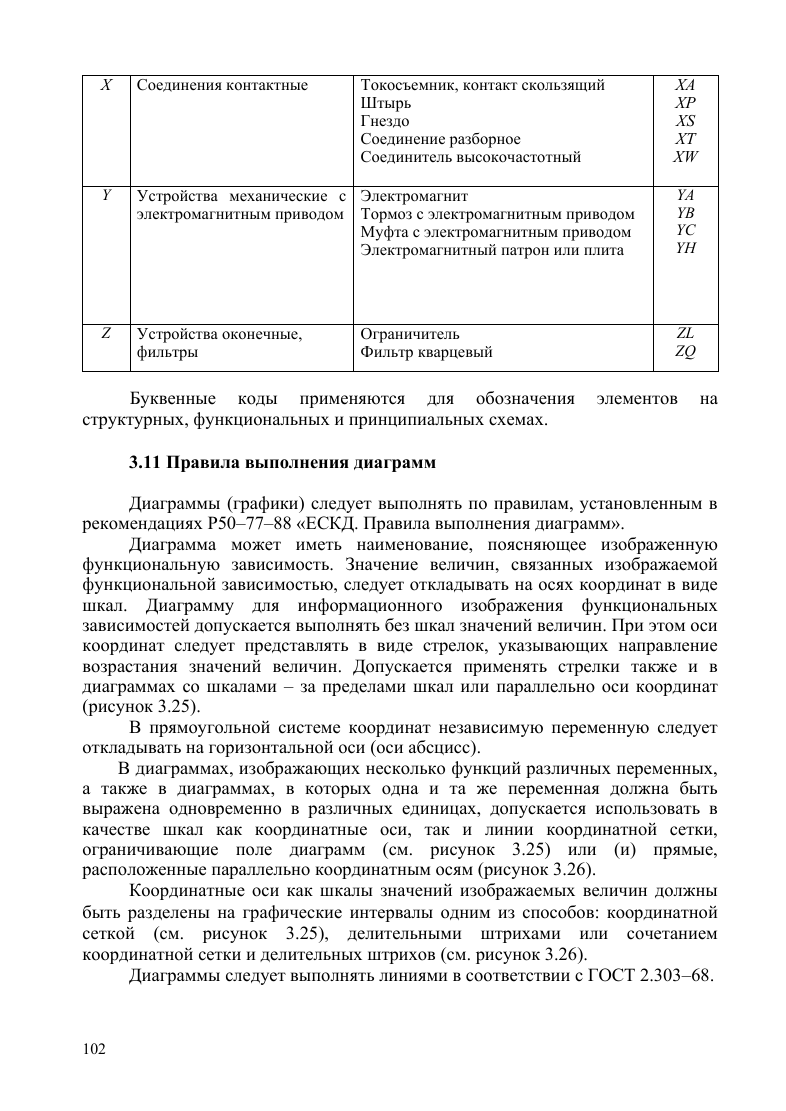 X Соединения контактные Токосъемник, контакт скользящий XA
Штырь XP
Гнездо XS
Соединение разборное XT
Соединитель высокочастотный XW
Y Устройства механические с Электромагнит YA
электромагнитным приводом Тормоз с электромагнитным приводом YB
Муфта с электромагнитным приводом YC
Электромагнитный патрон или плита YH
Z Устройства оконечные, Ограничитель ZL
фильтры Фильтр кварцевый ZQ
Буквенные коды применяются для обозначения элементов на
структурных, функциональных и принципиальных схемах.
3.11 Правила выполнения диаграмм
Диаграммы (графики) следует выполнять по правилам, установленным в
рекомендациях Р50–77–88 «ЕСКД. Правила выполнения диаграмм».
Диаграмма может иметь наименование, поясняющее изображенную
функциональную зависимость. Значение величин, связанных изображаемой
функциональной зависимостью, следует откладывать на осях координат в виде
шкал. Диаграмму для информационного изображения функциональных
зависимостей допускается выполнять без шкал значений величин. При этом оси
координат следует представлять в виде стрелок, указывающих направление
возрастания значений величин. Допускается применять стрелки также и в
диаграммах со шкалами – за пределами шкал или параллельно оси координат
(рисунок 3.25).
В прямоугольной системе координат независимую переменную следует
откладывать на горизонтальной оси (оси абсцисс).
В диаграммах, изображающих несколько функций различных переменных,
а также в диаграммах, в которых одна и та же переменная должна быть
выражена одновременно в различных единицах, допускается использовать в
качестве шкал как координатные оси, так и линии координатной сетки,
ограничивающие поле диаграмм (см. рисунок 3.25) или (и) прямые,
расположенные параллельно координатным осям (рисунок 3.26).
Координатные оси как шкалы значений изображаемых величин должны
быть разделены на графические интервалы одним из способов: координатной
сеткой (см. рисунок 3.25), делительными штрихами или сочетанием
координатной сетки и делительных штрихов (см. рисунок 3.26).
Диаграммы следует выполнять линиями в соответствии с ГОСТ 2.303–68.
102